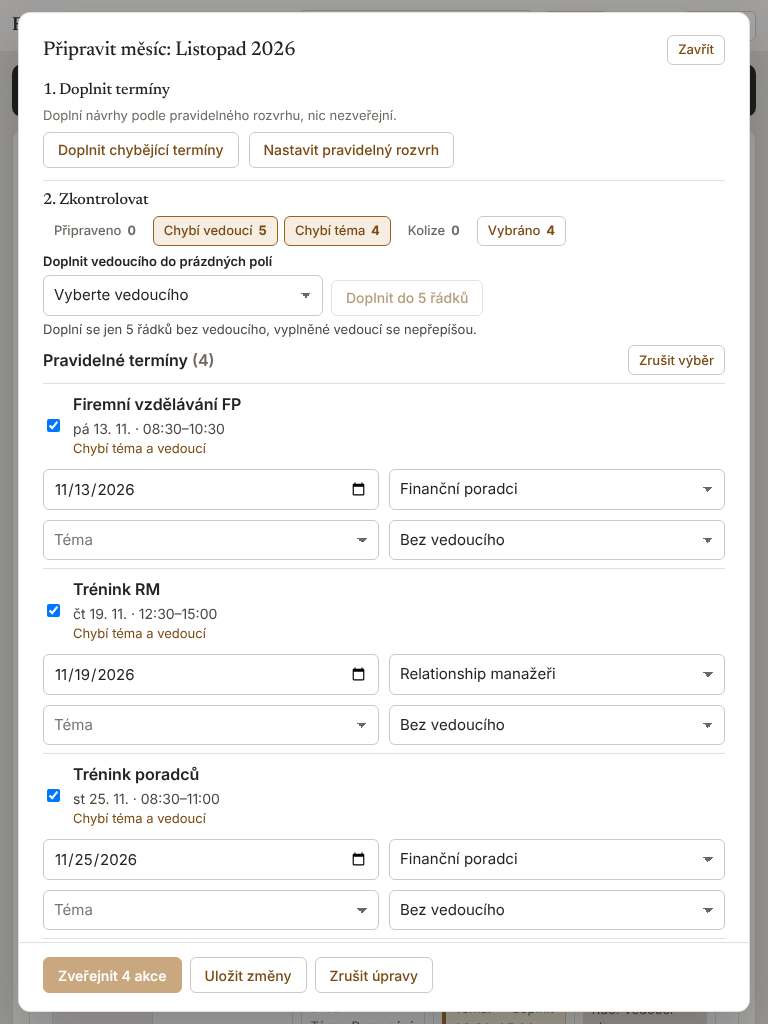 Připravit měsíc: Listopad 2026
Zavřít
1. Doplnit termíny
Doplní návrhy podle pravidelného rozvrhu, nic nezveřejní.
Doplnit chybějící termíny
Nastavit pravidelný rozvrh
2. Zkontrolovat
Připraveno 0
Chybí vedoucí 5
Chybí téma 4
Kolize 0
Vybráno 4
Doplnit vedoucího do prázdných polí
Vyberte vedoucího
Doplnit do 5 řádků
Doplní se jen 5 řádků bez vedoucího, vyplněné vedoucí se nepřepíšou.
Pravidelné termíny (4)
Zrušit výběr
Firemní vzdělávání FP
pá 13. 11. · 08:30–10:30
Chybí téma a vedoucí
11/13/2026
Finanční poradci
Téma
Bez vedoucího
Trénink RM
čt 19. 11. · 12:30–15:00
Chybí téma a vedoucí
11/19/2026
Relationship manažeři
Téma
Bez vedoucího
Trénink poradců
st 25. 11. · 08:30–11:00
Chybí téma a vedoucí
11/25/2026
Finanční poradci
Téma
Bez vedoucího
Zveřejnit 4 akce
Uložit změny
Zrušit úpravy